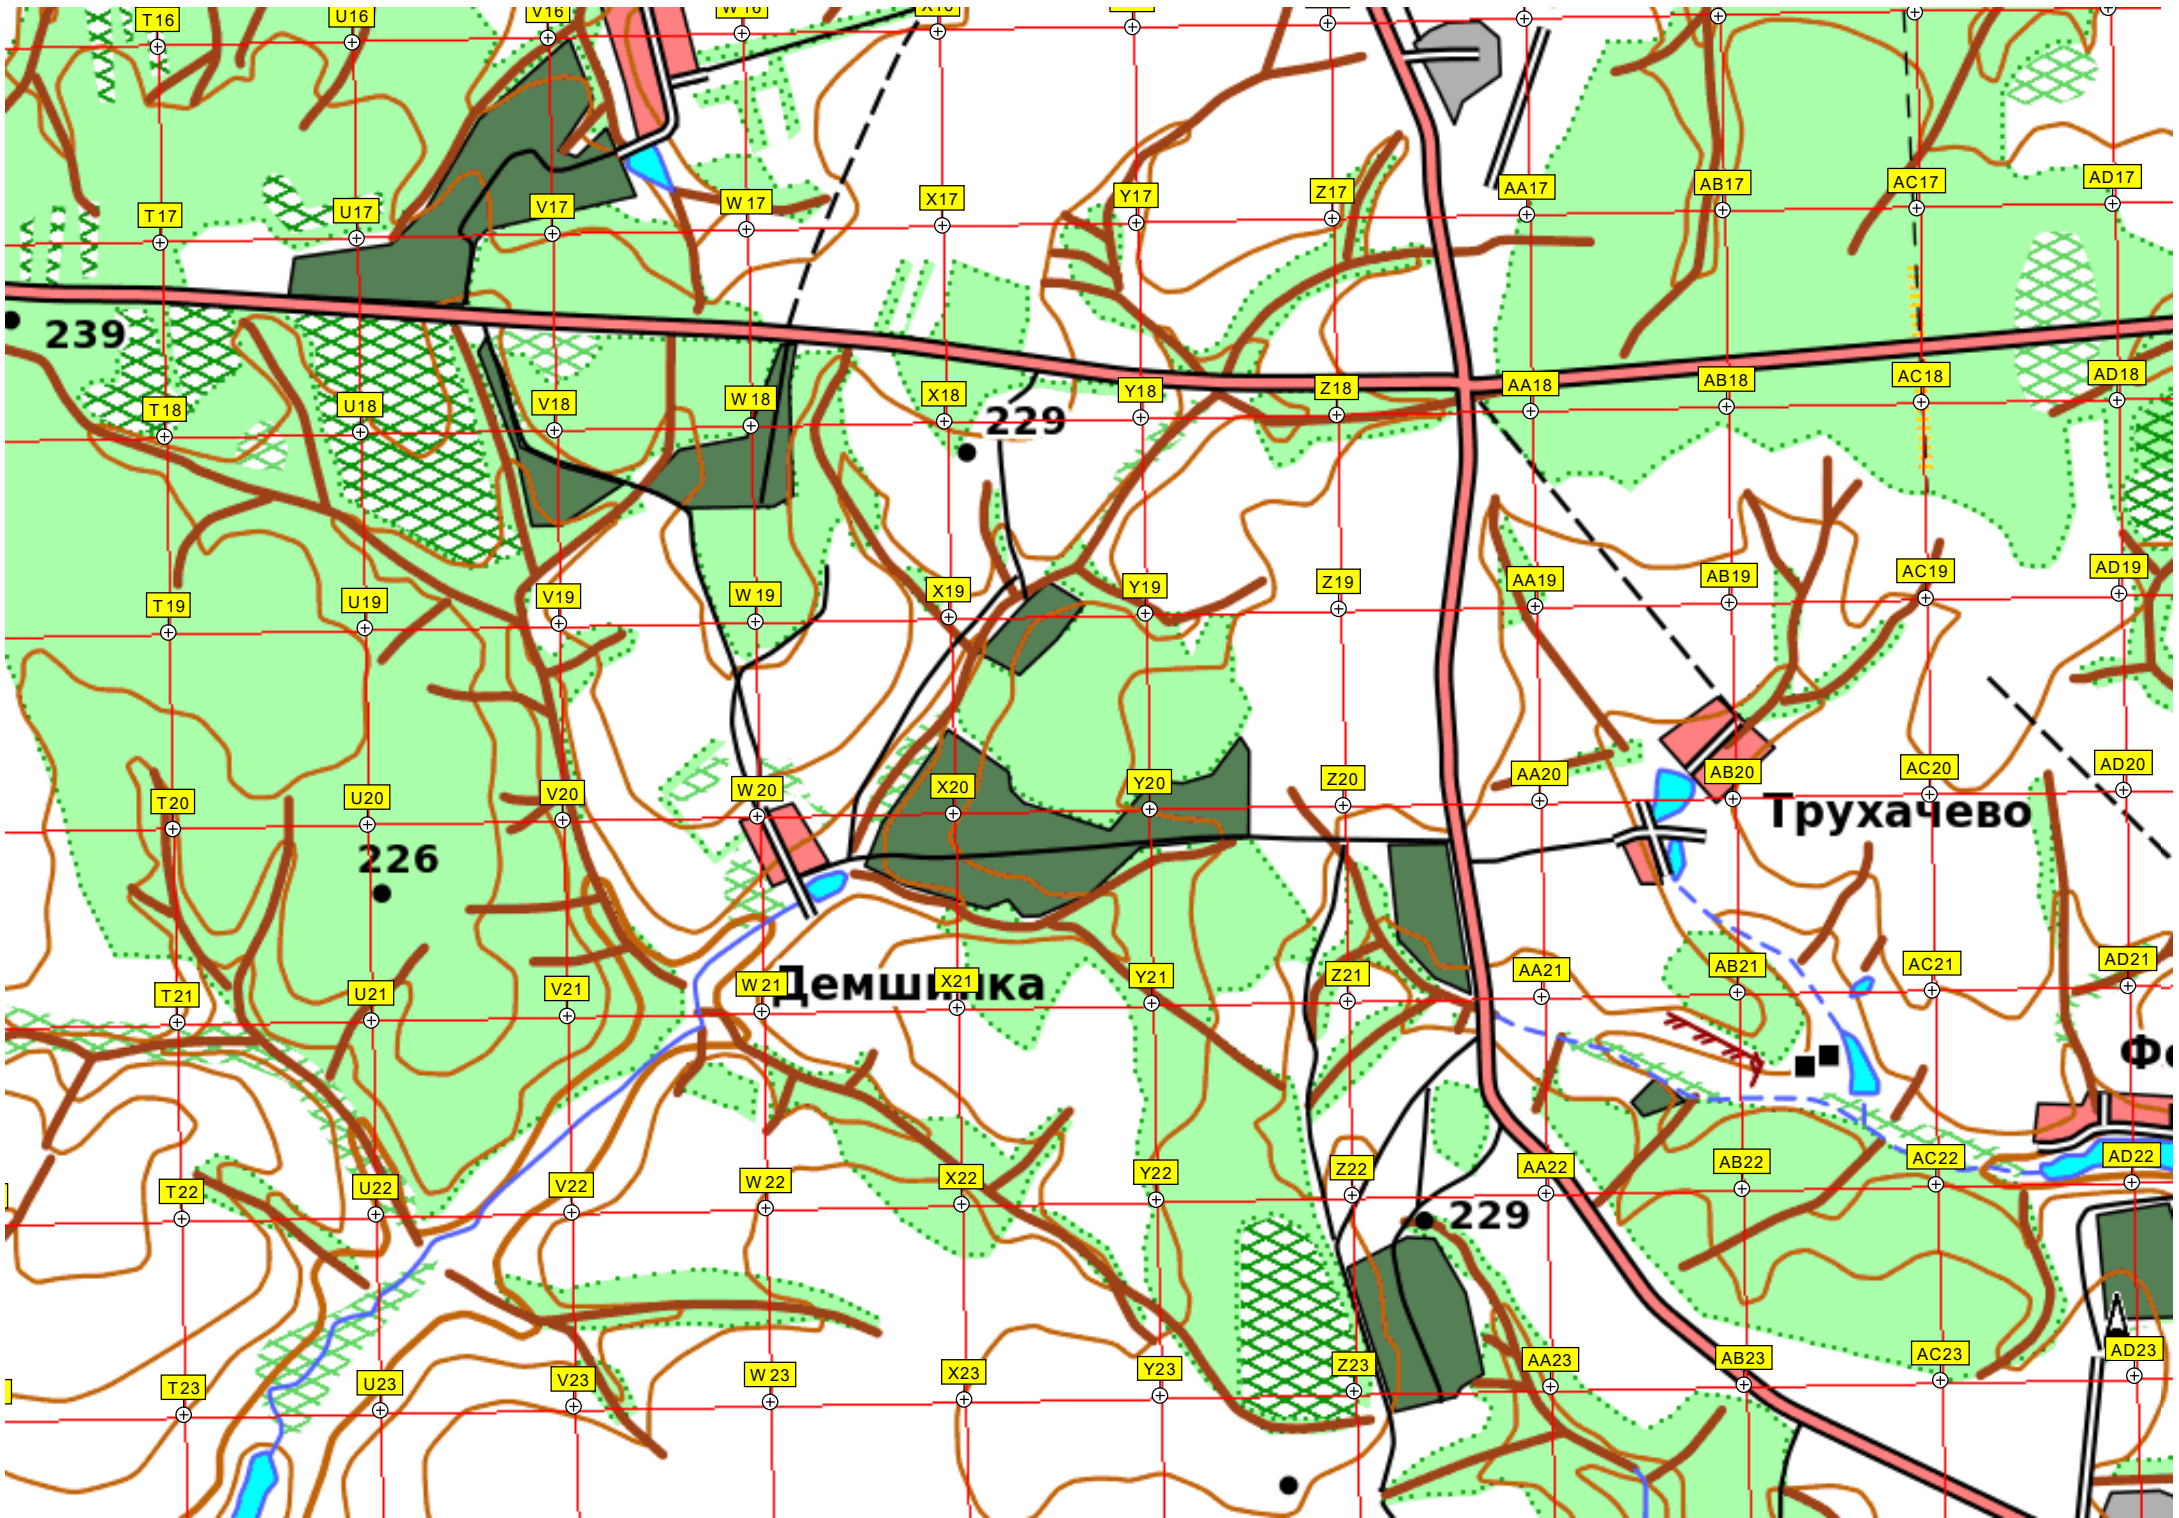 T16 U16 V16 W16 X16
T17 U17 V17 W17 X17 Y17 Z17 AA17 AB17 AC17 AD17
239
T18 U18 V18 W18 X18 Y18 Z18 AA18 AB18 AC18 AD18
229
T19 U19 V19 W19 X19 Y19 Z19 AA19 AB19 AC19 AD19
T20 U20 V20 W20 X20 Y20 Z20 AA20 AB20 AC20 AD20
Трухачево
226
T21 U21 V21 W21 X21 Y21 Z21 AA21 AB21 AC21 AD21
Демшинка
Фе
T22 U22 V22 W22 X22 Y22 Z22 AA22 AB22 AC22 AD22
229
T23 U23 V23 W23 X23 Y23 Z23 AA23 AB23 AC23 AD23